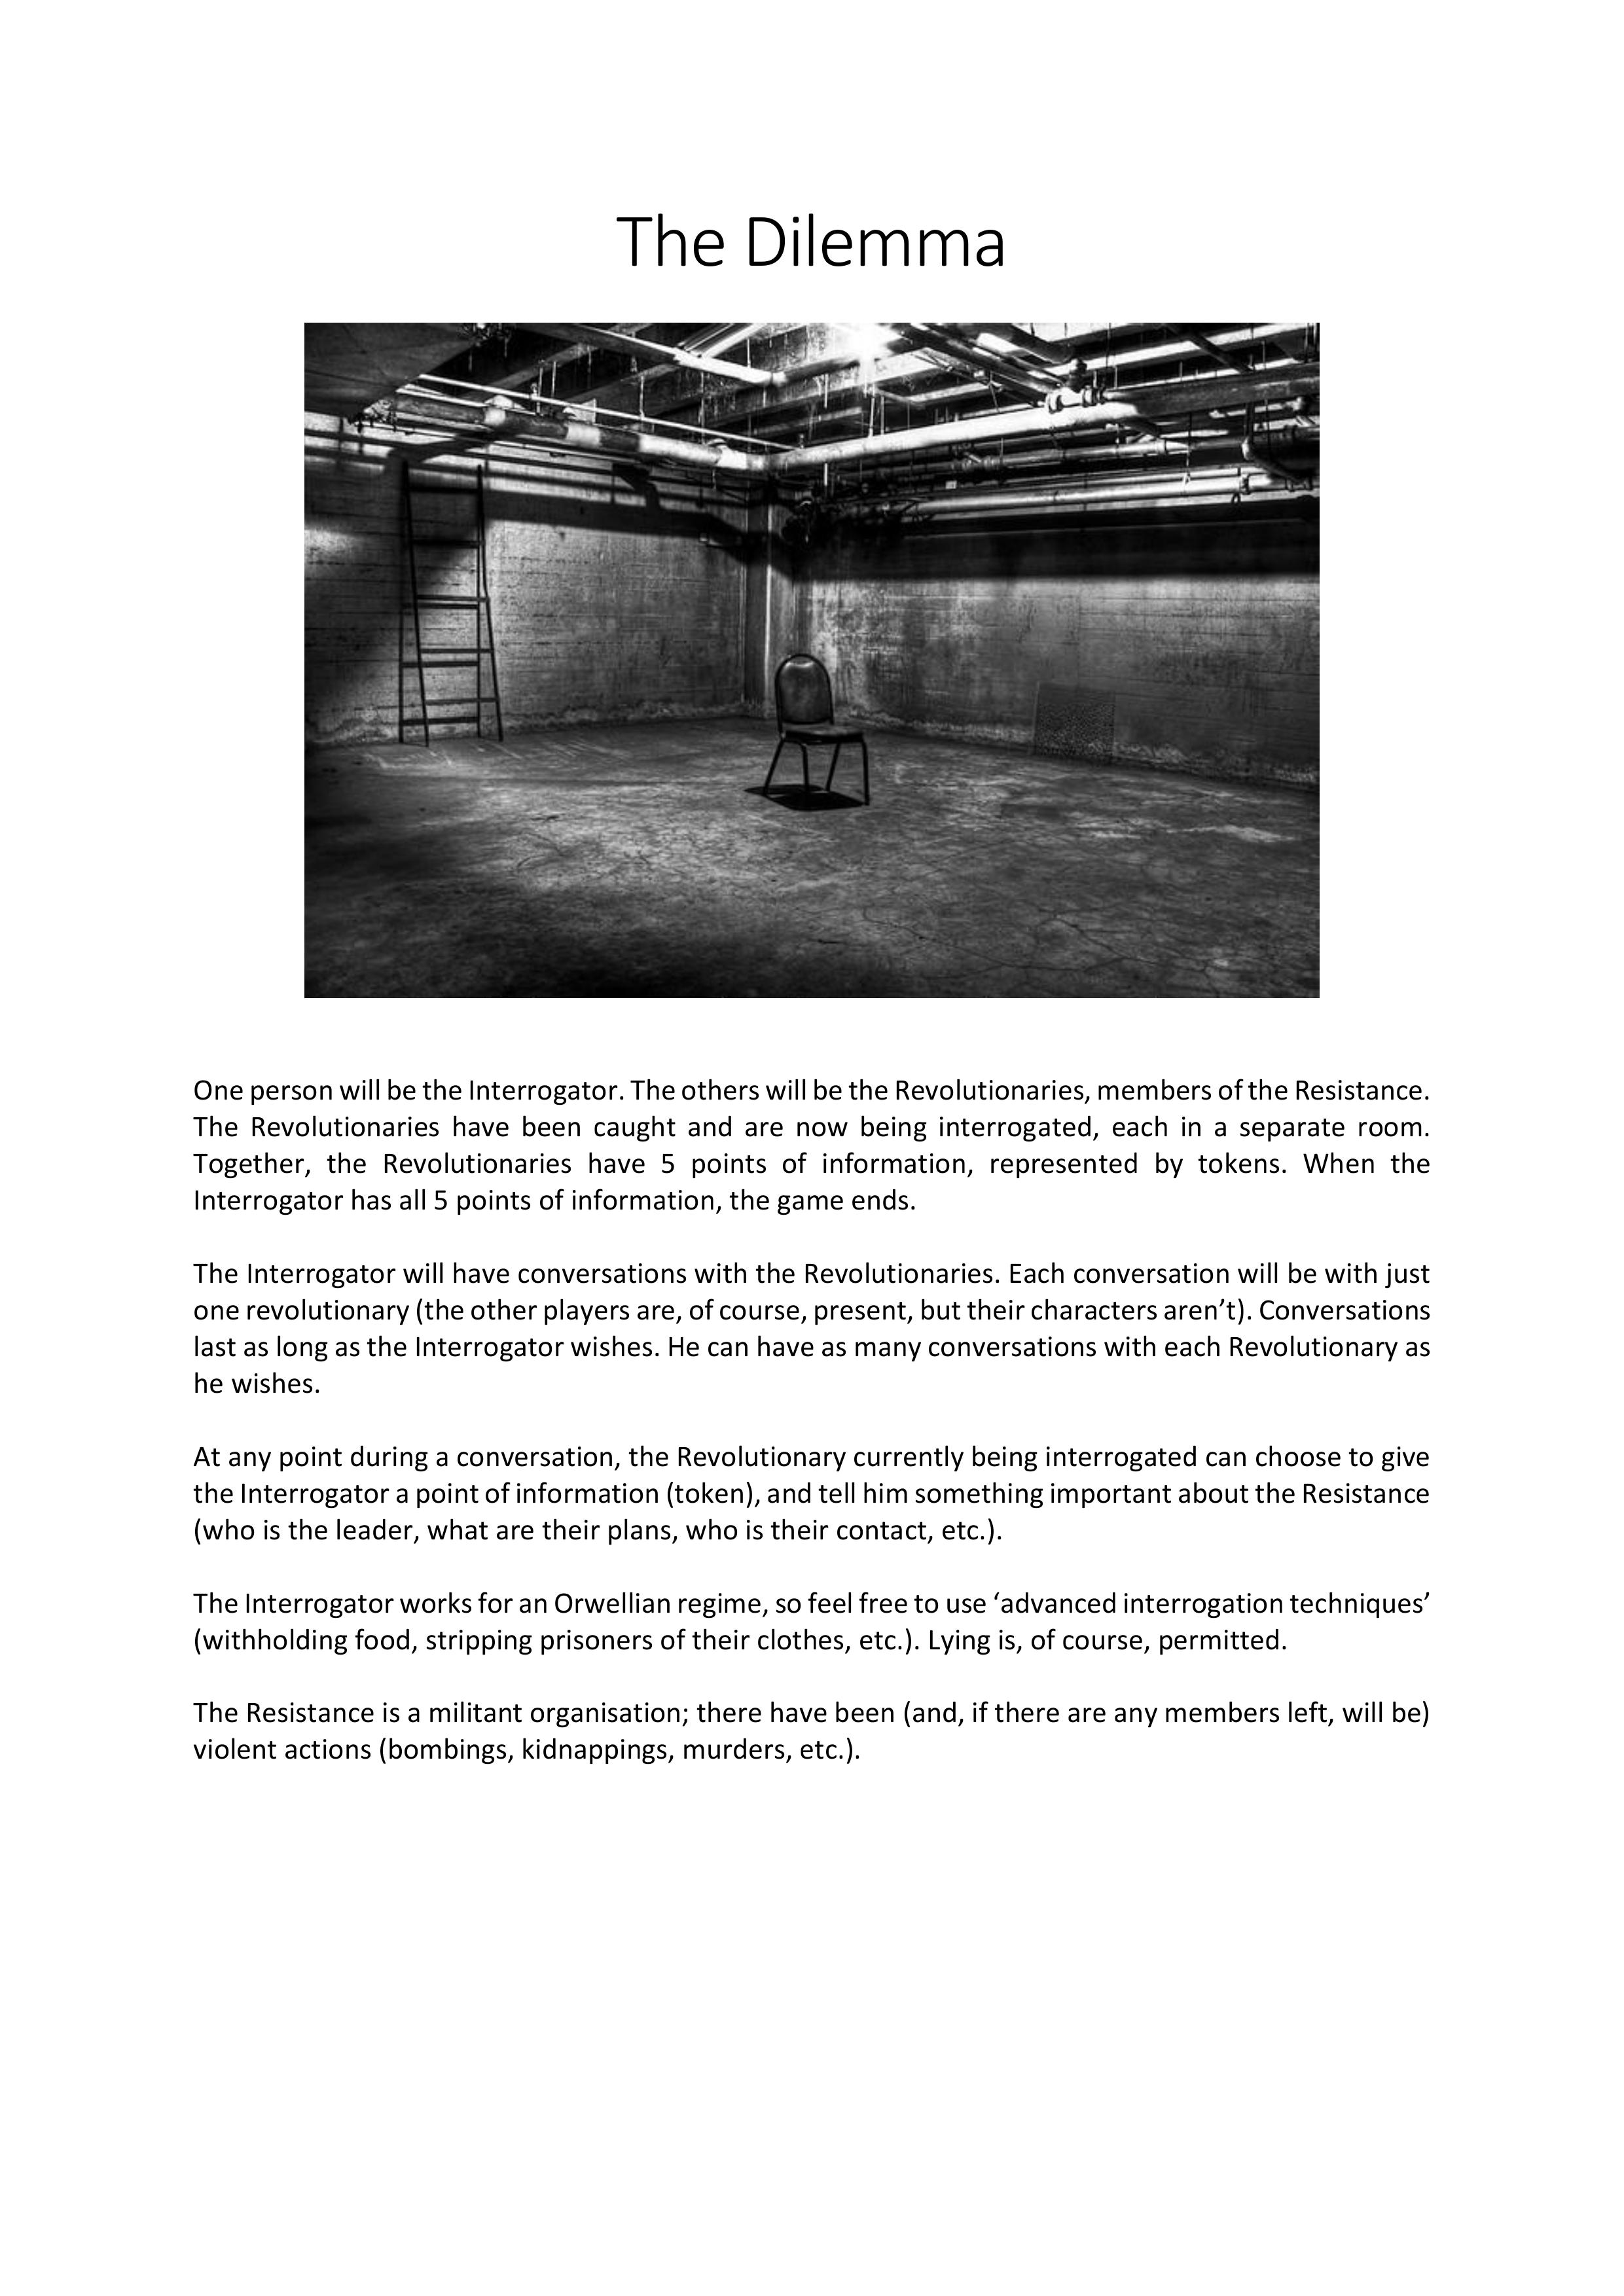 The Dilemma
One person will be the Interrogator. The others will be the Revolutionaries, members of the Resistance.
The Revolutionaries have been caught and are now being interrogated, each in a separate room.
Together, the Revolutionaries have 5 points of information, represented by tokens. When the
Interrogator has all 5 points of information, the game ends.
The Interrogator will have conversations with the Revolutionaries. Each conversation will be with just
one revolutionary (the other players are, of course, present, but their characters aren’t). Conversations
last as long as the Interrogator wishes. He can have as many conversations with each Revolutionary as
he wishes.
At any point during a conversation, the Revolutionary currently being interrogated can choose to give
the Interrogator a point of information (token), and tell him something important about the Resistance
(who is the leader, what are their plans, who is their contact, etc.).
The Interrogator works for an Orwellian regime, so feel free to use ‘advanced interrogation techniques’
(withholding food, stripping prisoners of their clothes, etc.). Lying is, of course, permitted.
The Resistance is a militant organisation; there have been (and, if there are any members left, will be)
violent actions (bombings, kidnappings, murders, etc.).